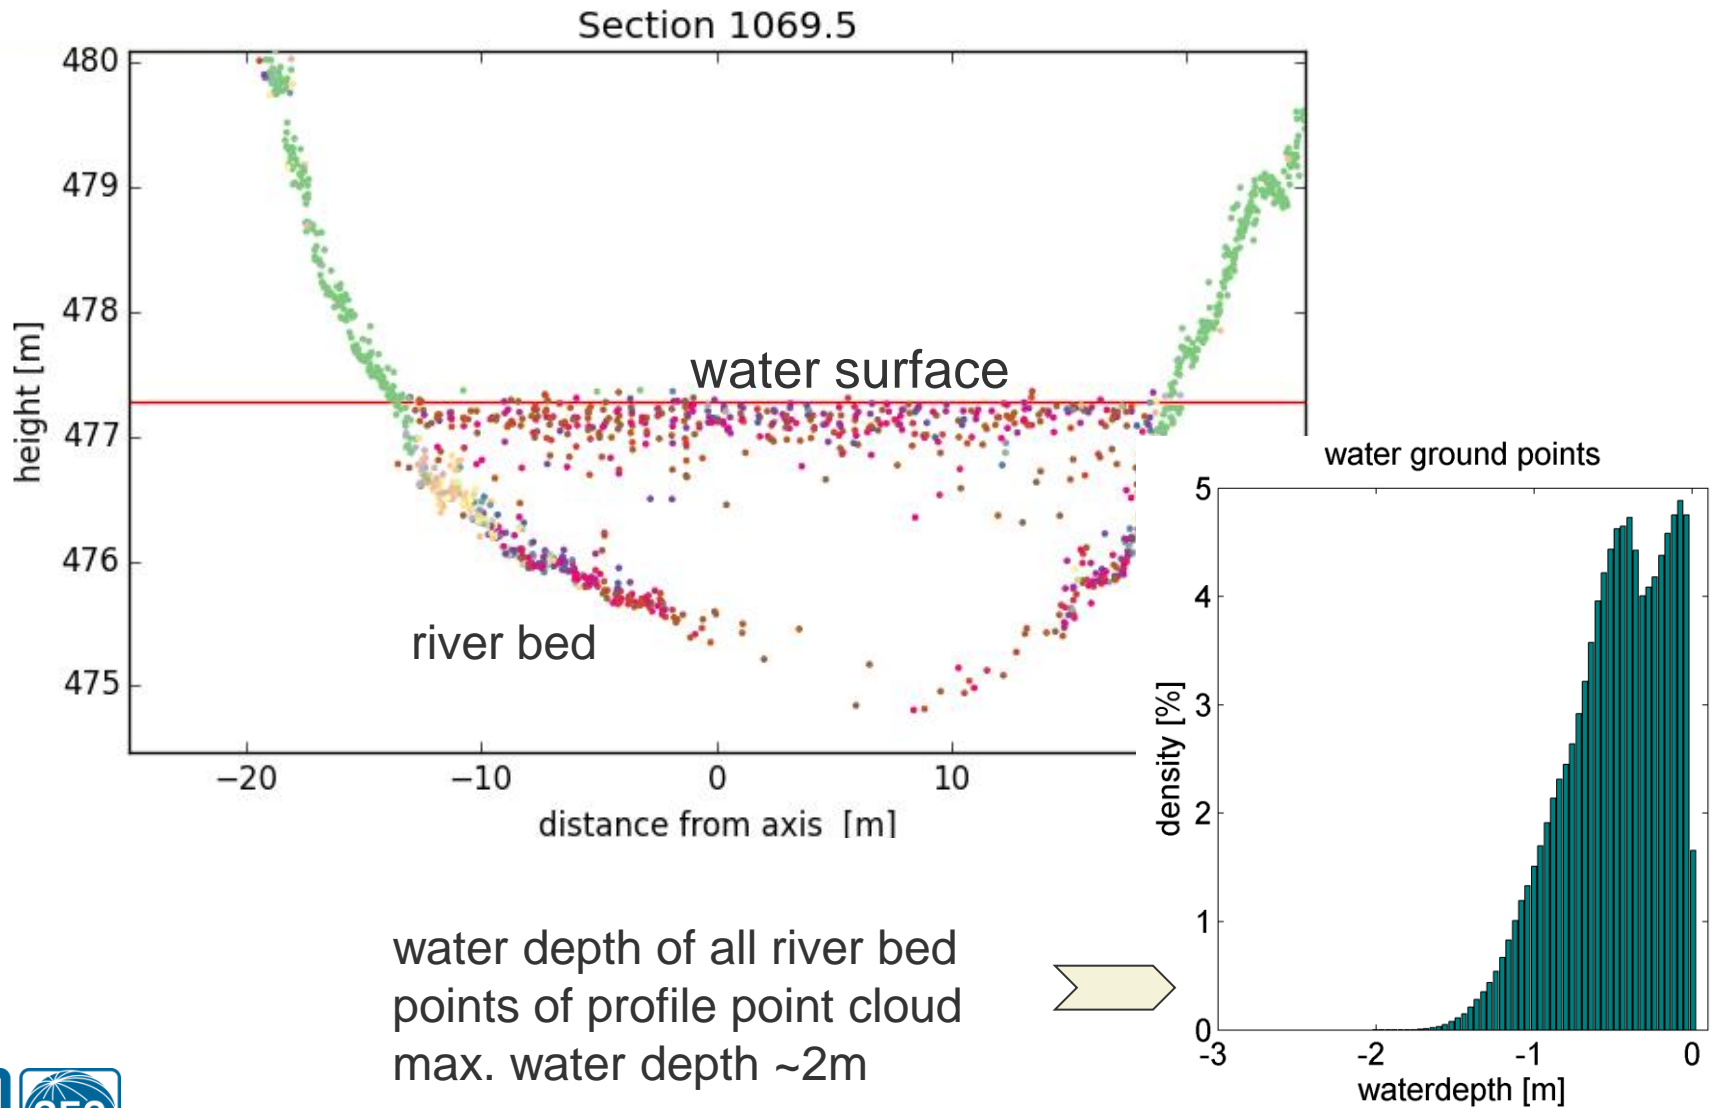 Section 1069.5
480
479
478
477
476
475
height [m]
water surface
river bed
−20
−10
0
10
distance from axis [m]
water ground points
5
4
3
2
1
0
density [%]
-3
-2
-1
0
waterdepth [m]
water depth of all river bed
points of profile point cloud
max. water depth ~2m